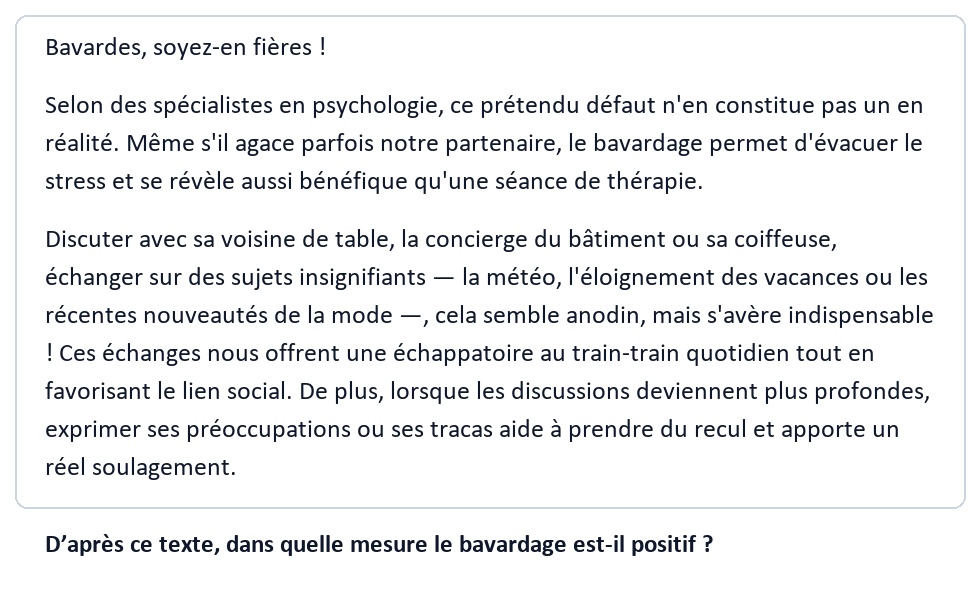 Bavardes, soyez-en fières !
Selon des spécialistes en psychologie, ce prétendu défaut n'en constitue pas un en
réalité. Même s'il agace parfois notre partenaire, le bavardage permet d'évacuer le
stress et se révèle aussi bénéfique qu'une séance de thérapie.
Discuter avec sa voisine de table, la concierge du bâtiment ou sa coiffeuse,
échanger sur des sujets insignifiants — la météo, l'éloignement des vacances ou les
récentes nouveautés de la mode —, cela semble anodin, mais s'avère indispensable
! Ces échanges nous offrent une échappatoire au train-train quotidien tout en
favorisant le lien social. De plus, lorsque les discussions deviennent plus profondes,
exprimer ses préoccupations ou ses tracas aide à prendre du recul et apporte un
réel soulagement.
D’après ce texte, dans quelle mesure le bavardage est-il positif ?